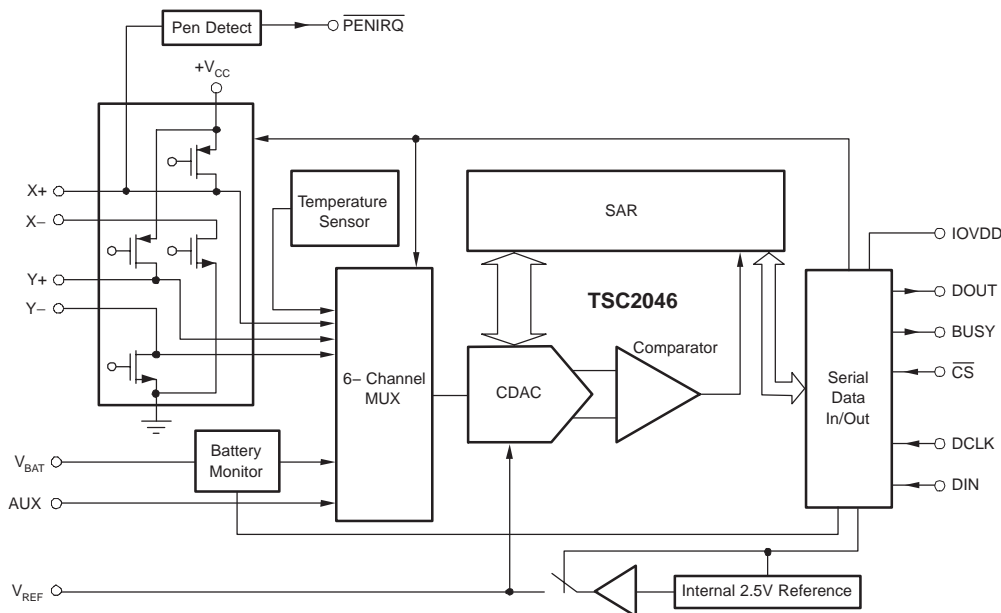 Pen Detect
PENIRQ
+VCC
X+
X–
Y+
Y–
Temperature
Sensor
SAR
TSC2046
Comparator
6– Channel
MUX
CDAC
Serial
Data
In/Out
IOVDD
DOUT
BUSY
CS
DCLK
DIN
VBAT
Battery
Monitor
AUX
VREF
Internal 2.5V Reference